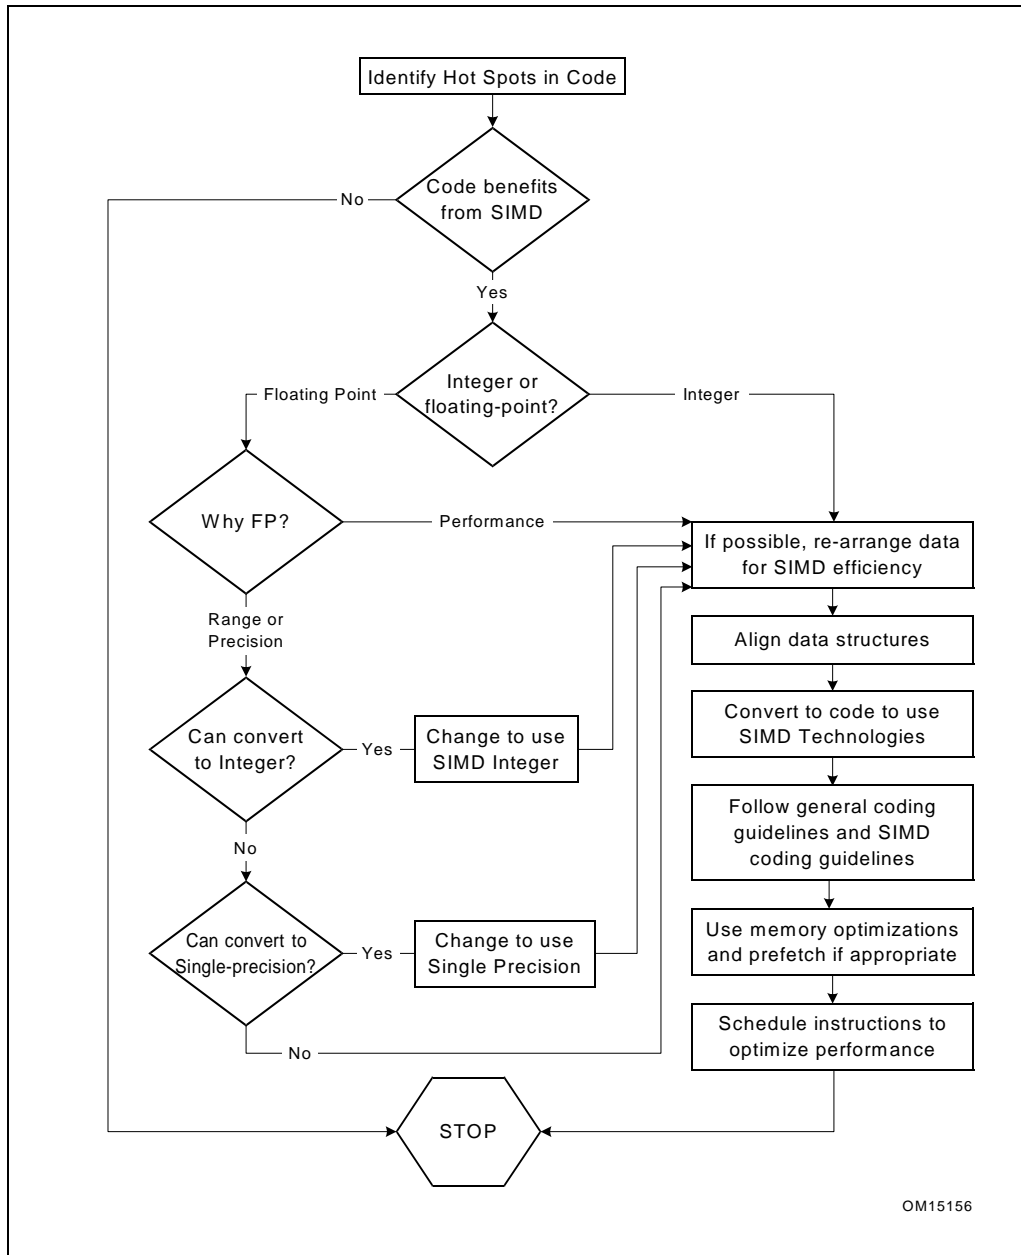 Identify Hot Spots in Code
Code benefits
from SIMD
No
Yes
Integer or
floating-point?
Floating Point
Integer
Why FP?
Performance
If possible, re-arrange data
for SIMD efficiency
Range or
Precision
Align data structures
Can convert
to Integer?
Yes
Change to use
SIMD Integer
Convert to code to use
SIMD Technologies
Follow general coding
guidelines and SIMD
coding guidelines
No
Can convert to
Single-precision?
Yes
Change to use
Single Precision
Use memory optimizations
and prefetch if appropriate
No
Schedule instructions to
optimize performance
STOP
OM15156